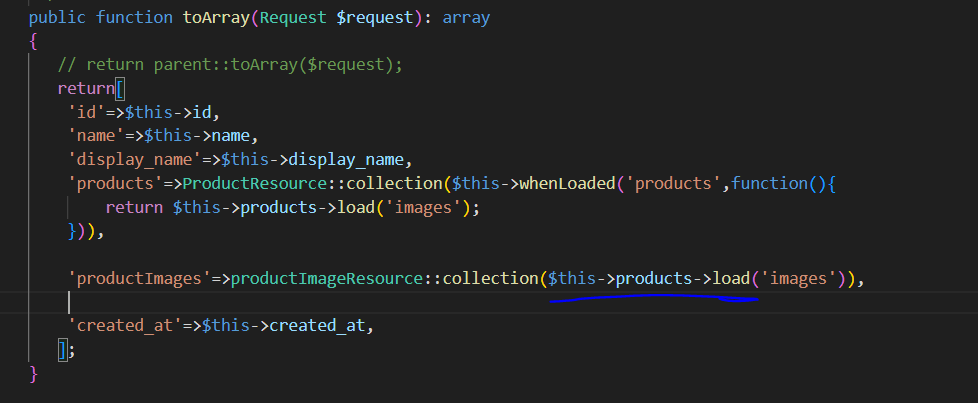 public function toArray(Request $request): array
{
// return parent::toArray($request);
return[
'id'=>$this->id,
'name'=>$this->name,
'display_name'=>$this->display_name,
'products'=>ProductResource::collection($this->whenLoaded('products',function(){
return $this->products->load('images');
})),
'productImages'=>productImageResource::collection($this->products->load('images')),
'created_at'=>$this->created_at,
];
}